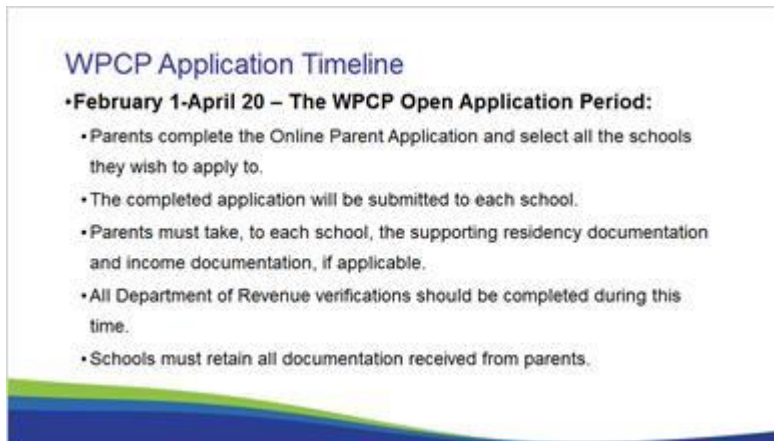 WPCP Application Timeline
•February 1-April 20 – The WPCP Open Application Period:
•Parents complete the Online Parent Application and select all the schools
they wish to apply to.
•The completed application will be submitted to each school.
•Parents must take, to each school, the supporting residency documentation
and income documentation, if applicable.
•All Department of Revenue verifications should be completed during this
time.
•Schools must retain all documentation received from parents.